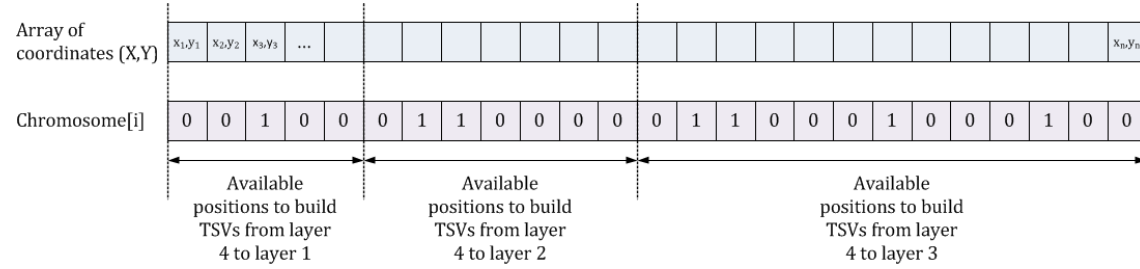 Array of
coordinates (X,Y)
x₁,y₁ x₂,y₂ x₃,y₃ ... xₙ,yₙ
Chromosome[i]
0 0 1 0 0 0 1 1 0 0 0 0 0 1 1 0 0 0 1 0 0 0 1 0 0
Available
positions to build
TSVs from layer
4 to layer 1
Available
positions to build
TSVs from layer
4 to layer 2
Available
positions to build
TSVs from layer
4 to layer 3